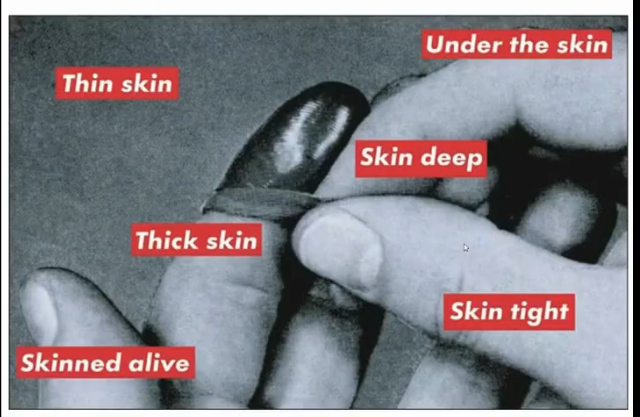 Under the skin
Thin skin
Skin deep
Thick skin
Skin tight
Skinned alive